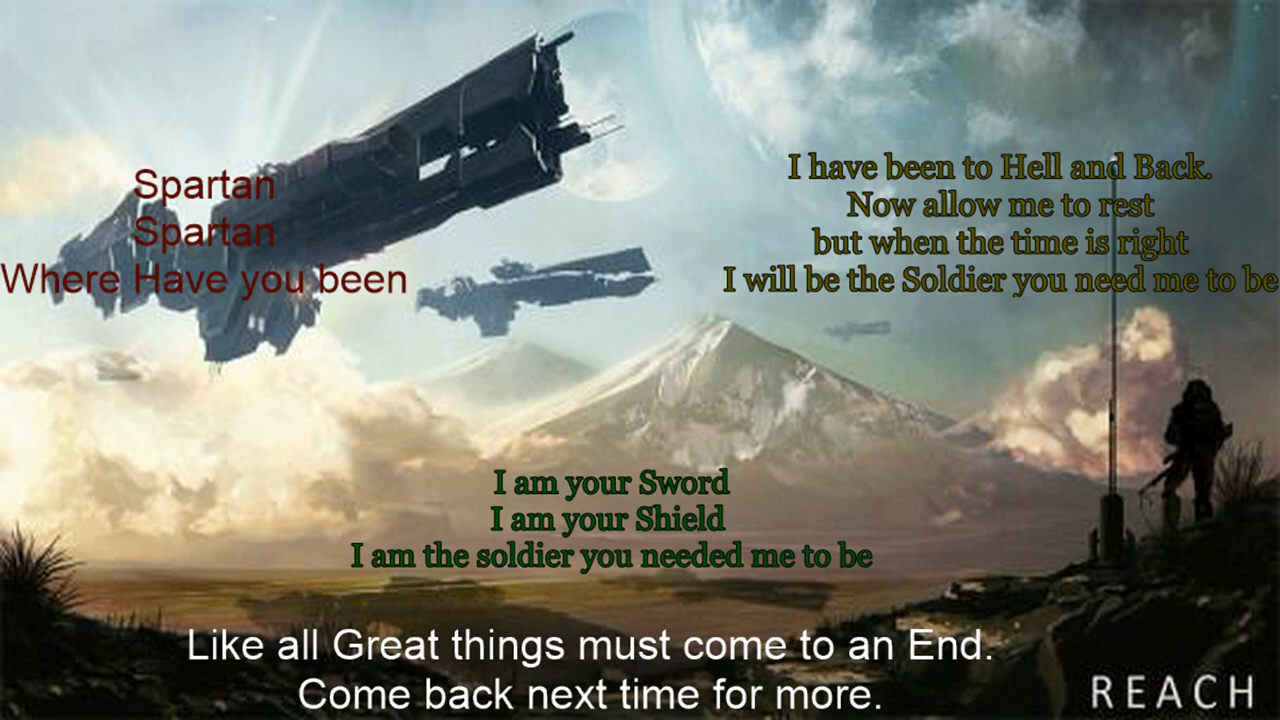 Spartan
Spartan
Where Have you been
I have been to Hell and Back.
Now allow me to rest
but when the time is right
I will be the Soldier you need me to be
I am your Sword
I am your Shield
I am the soldier you needed me to be
Like all Great things must come to an End.
Come back next time for more.
REACH